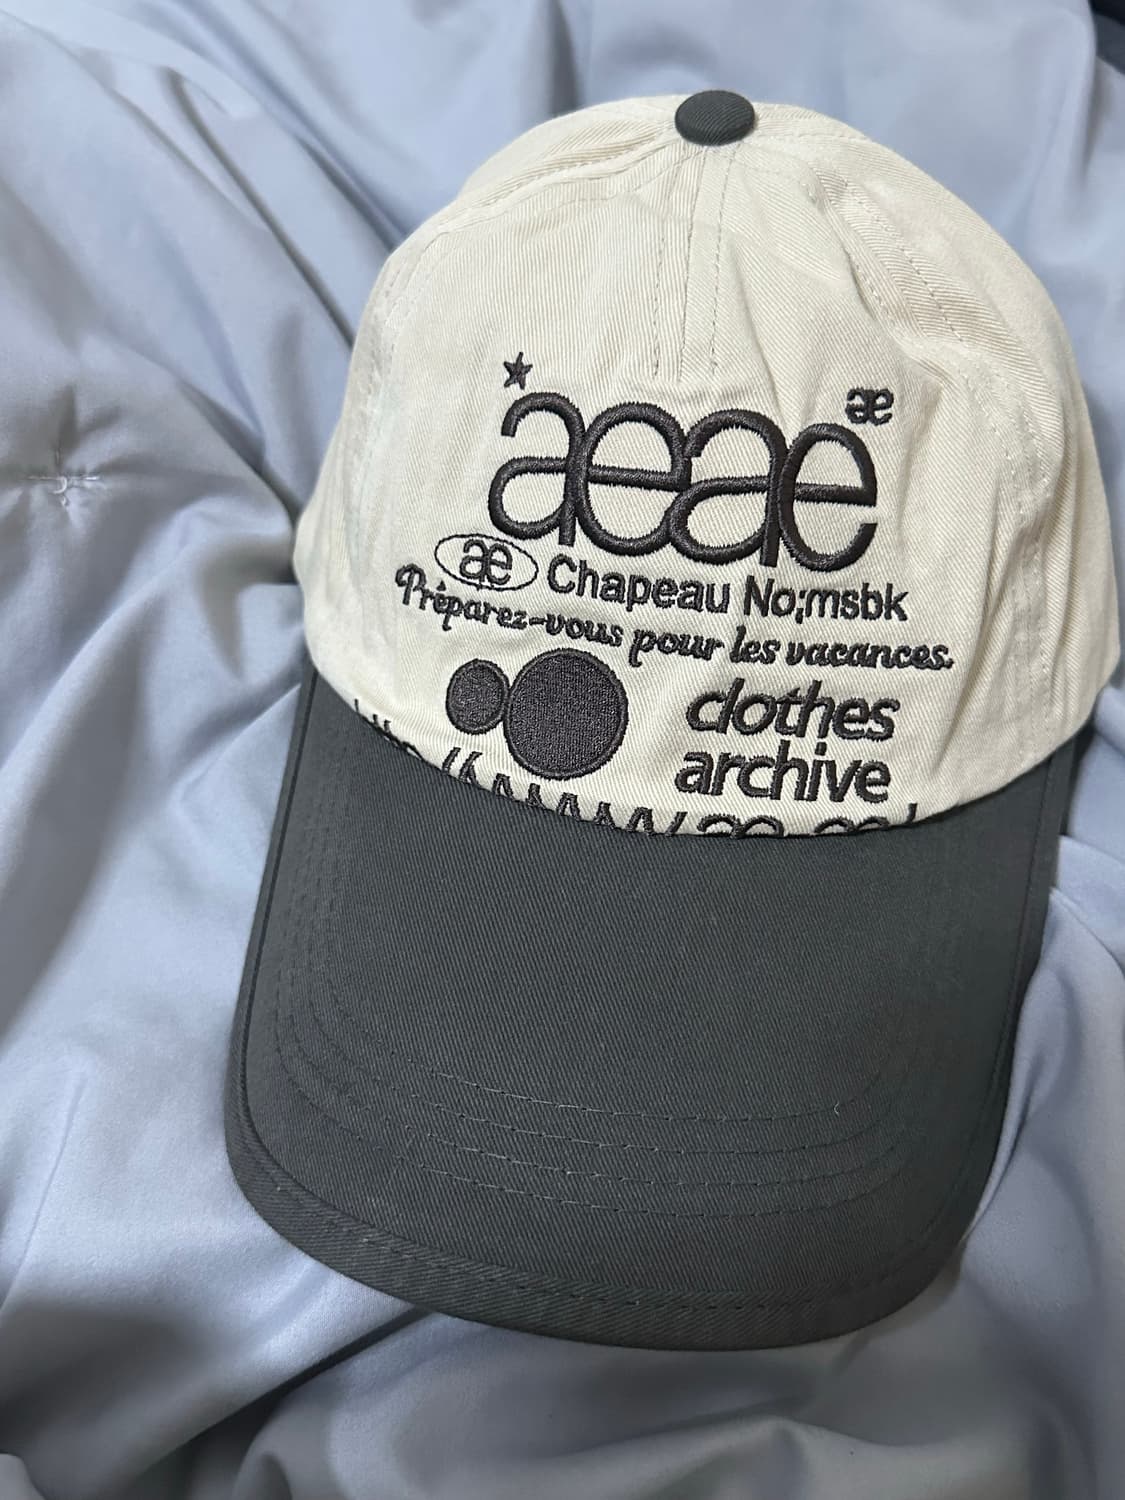 aeae æ
æ Chapeau No;msbk
Préparez-vous pour les vacances.
clothes
archive